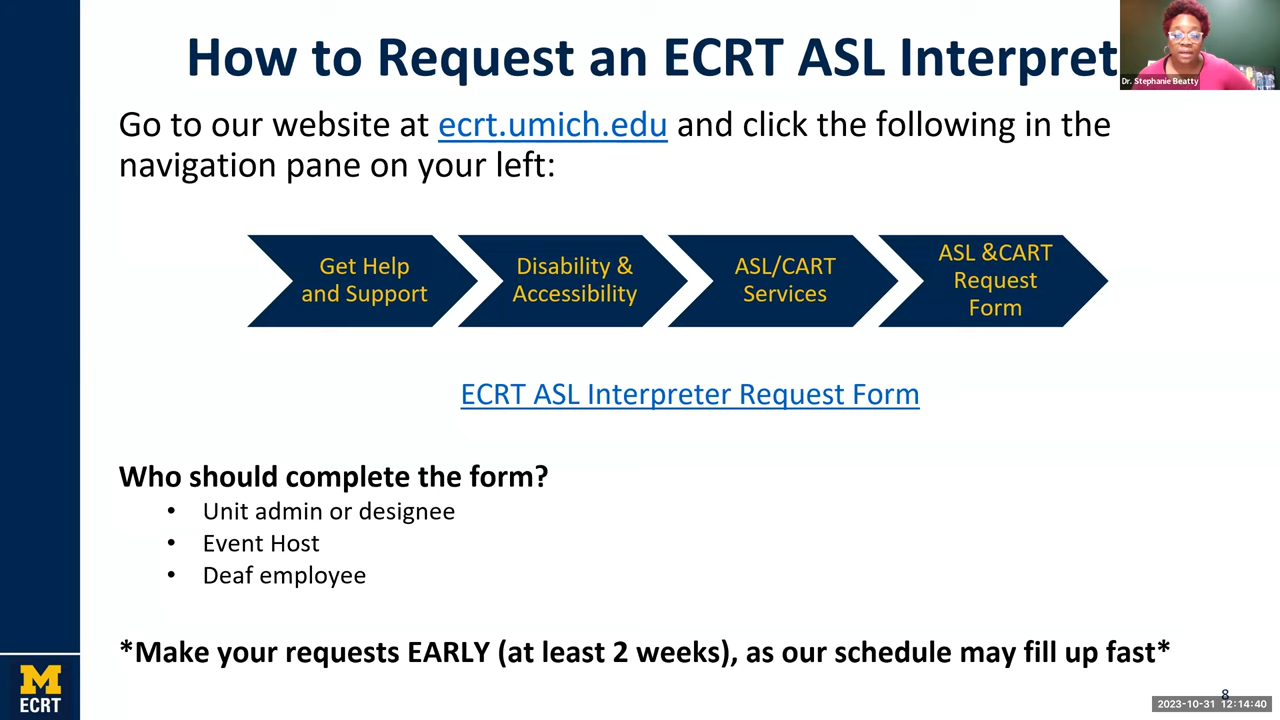 How to Request an ECRT ASL Interpret
Dr. Stephanie Beatty
Go to our website at ecrt.umich.edu and click the following in the
navigation pane on your left:
Get Help
and Support
Disability &
Accessibility
ASL/CART
Services
ASL &CART
Request
Form
ECRT ASL Interpreter Request Form
Who should complete the form?
• Unit admin or designee
• Event Host
• Deaf employee
*Make your requests EARLY (at least 2 weeks), as our schedule may fill up fast*
M
ECRT
8
2023-10-31 12:14:40